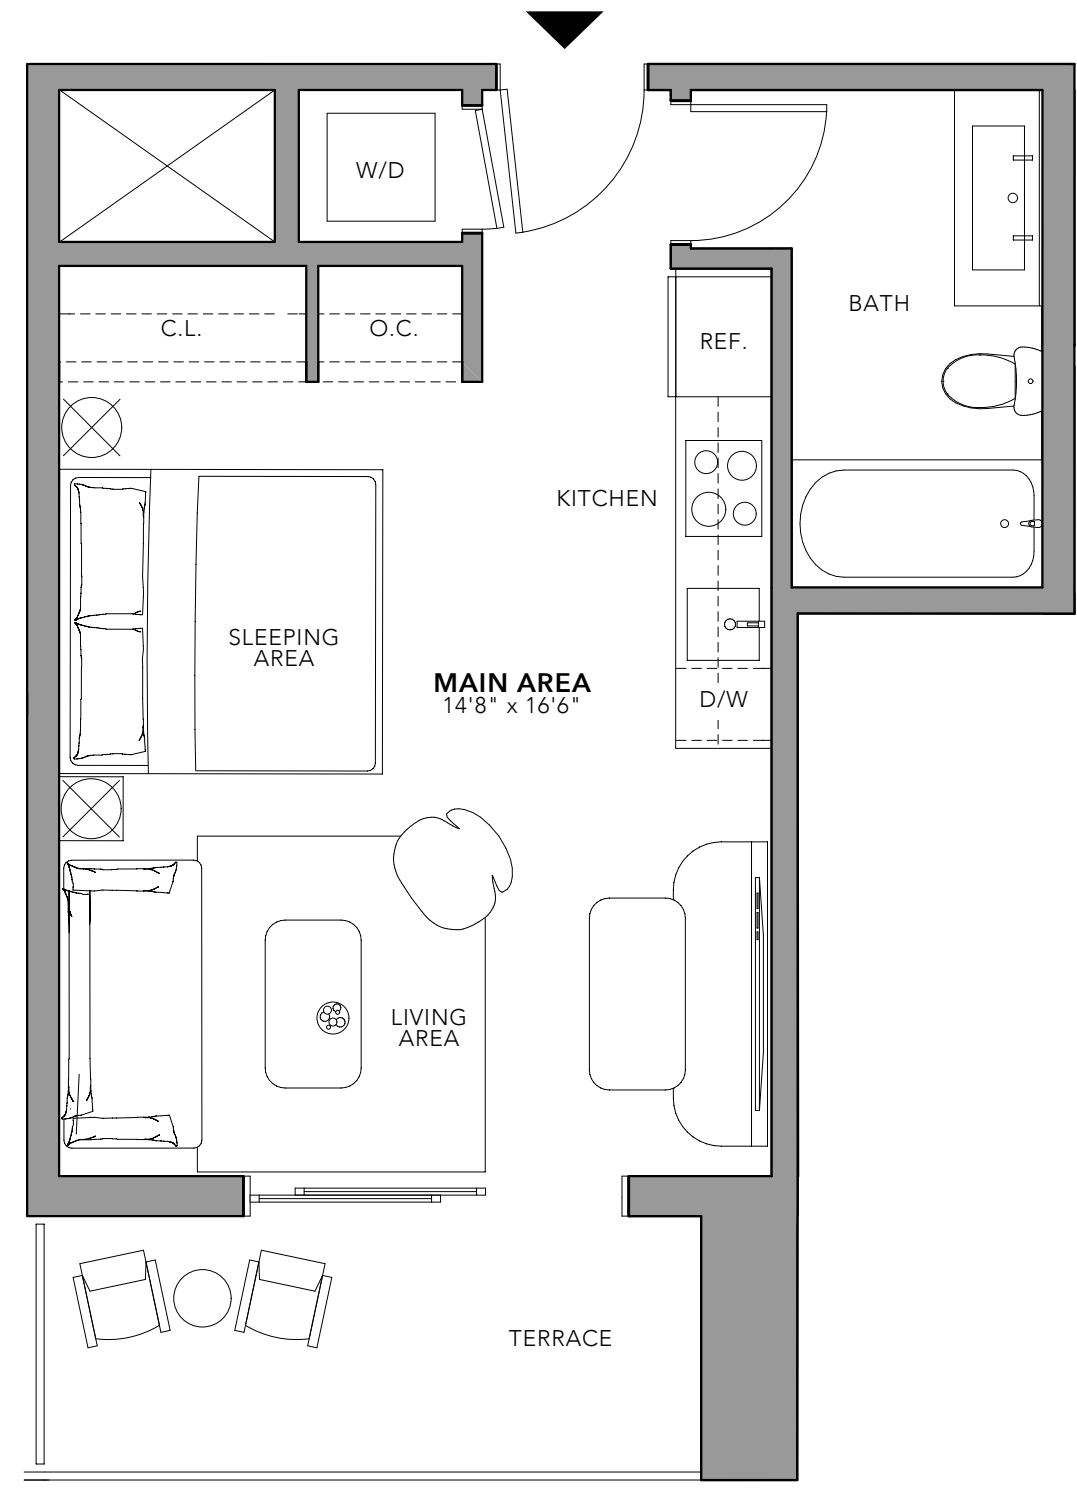 W/D
BATH
C.L.
O.C.
REF.
KITCHEN
SLEEPING
AREA
MAIN AREA
14'8" x 16'6"
D/W
LIVING
AREA
TERRACE